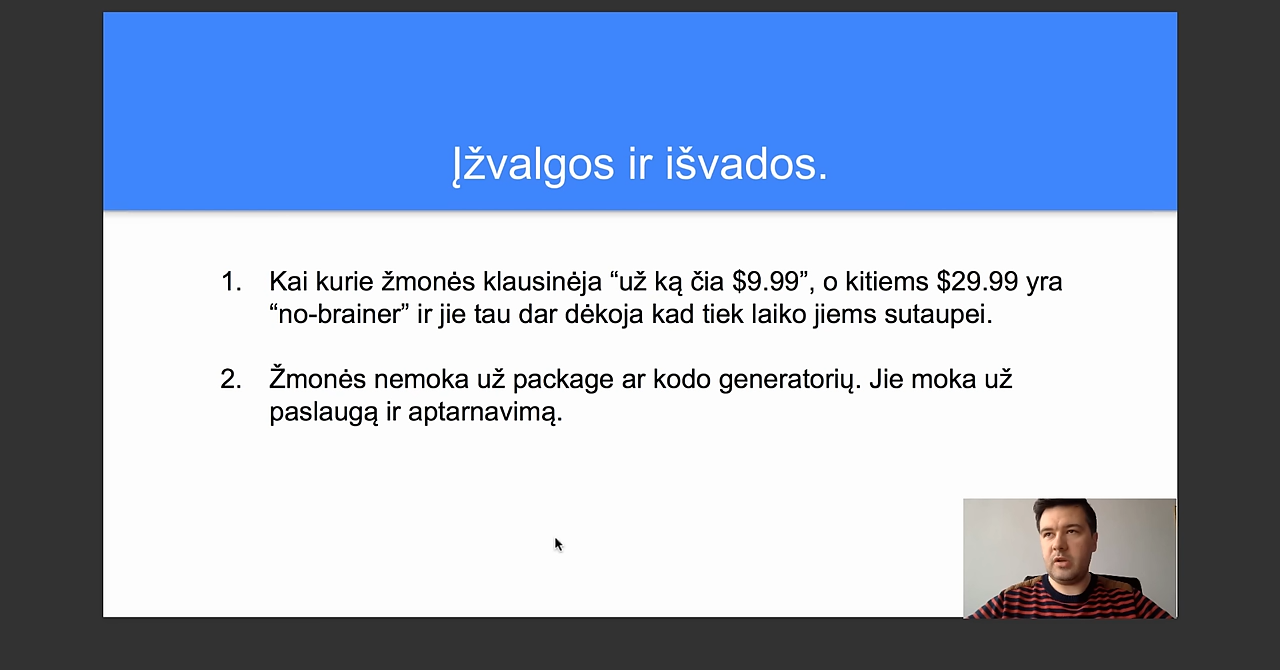 Įžvalgos ir išvados.
1. Kai kurie žmonės klausinėja “už ką čia $9.99”, o kitiems $29.99 yra
“no-brainer” ir jie tau dar dėkoja kad tiek laiko jiems sutaupei.
2. Žmonės nemoka už package ar kodo generatorių. Jie moka už
paslaugą ir aptarnavimą.